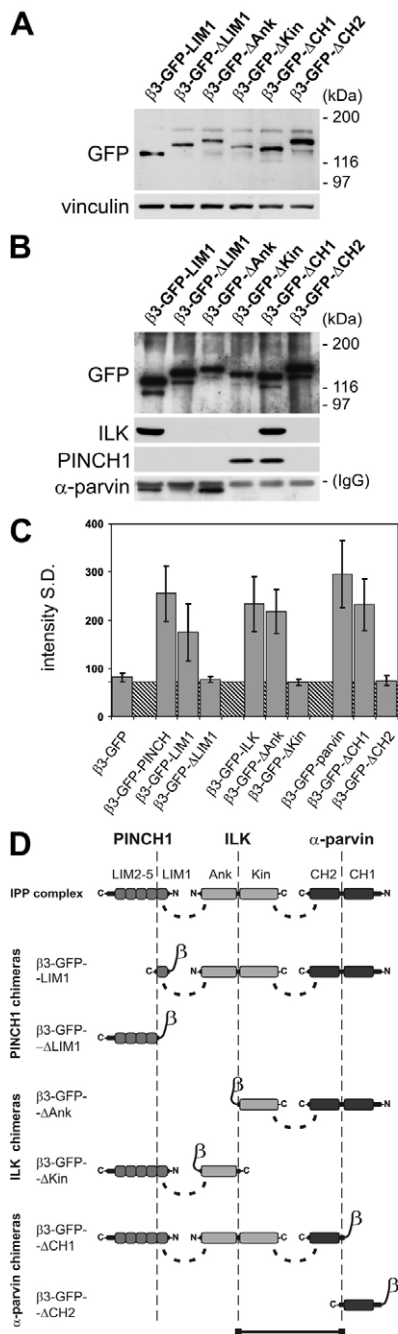 A
β3-GFP-LIM1
β3-GFP-ΔLIM1
β3-GFP-ΔAnk
β3-GFP-ΔKin
β3-GFP-ΔCH1
β3-GFP-ΔCH2
(kDa)
- 200
GFP
- 116
- 97
vinculin
B
β3-GFP-LIM1
β3-GFP-ΔLIM1
β3-GFP-ΔAnk
β3-GFP-ΔKin
β3-GFP-ΔCH1
β3-GFP-ΔCH2
(kDa)
- 200
GFP
- 116
- 97
ILK
PINCH1
α-parvin
- (IgG)
C
intensity S.D.
400
300
200
100
0
β3-GFP
β3-GFP-PINCH
β3-GFP-LIM1
β3-GFP-ΔLIM1
β3-GFP-ILK
β3-GFP-ΔAnk
β3-GFP-ΔKin
β3-GFP-parvin
β3-GFP-ΔCH1
β3-GFP-ΔCH2
D
PINCH1 ILK α-parvin
LIM2-5 LIM1 Ank Kin CH2 CH1
IPP complex C N N C C N
PINCH1 chimeras
β3-GFP-
-LIM1
C β N C C N
β3-GFP-
-ΔLIM1
C β
ILK chimeras
β3-GFP-
-ΔAnk
β C C N
β3-GFP-
-ΔKin
C N β C
α-parvin chimeras
β3-GFP-
-ΔCH1
C N N C C β
β3-GFP-
-ΔCH2
C β